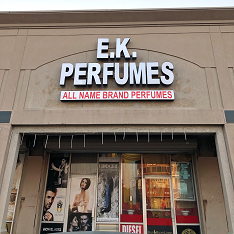 E.K.
PERFUMES
ALL NAME BRAND PERFUMES
DIESEL